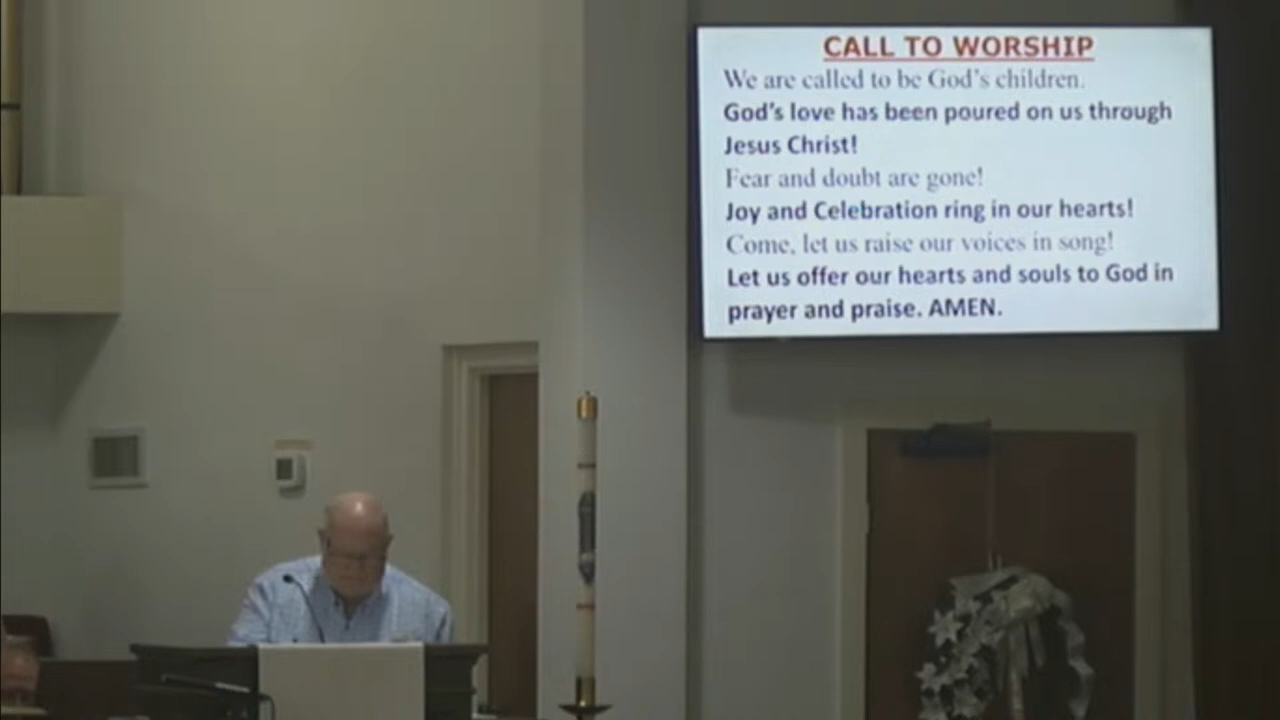 CALL TO WORSHIP
We are called to be God's children.
God's love has been poured on us through
Jesus Christ!
Fear and doubt are gone!
Joy and Celebration ring in our hearts!
Come, let us raise our voices in song!
Let us offer our hearts and souls to God in
prayer and praise. AMEN.